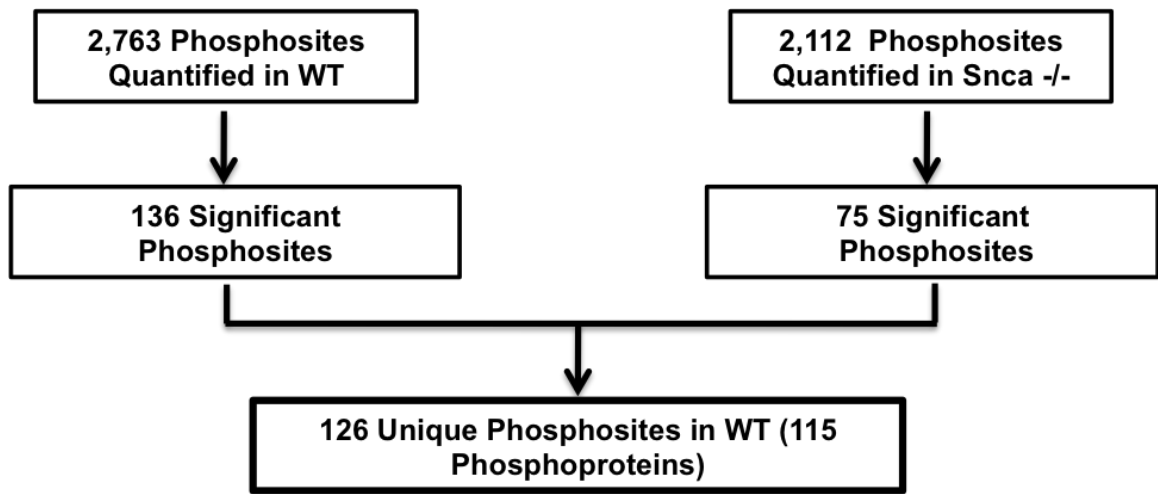 2,763 Phosphosites
Quantified in WT
2,112 Phosphosites
Quantified in Snca -/-
136 Significant
Phosphosites
75 Significant
Phosphosites
126 Unique Phosphosites in WT (115
Phosphoproteins)